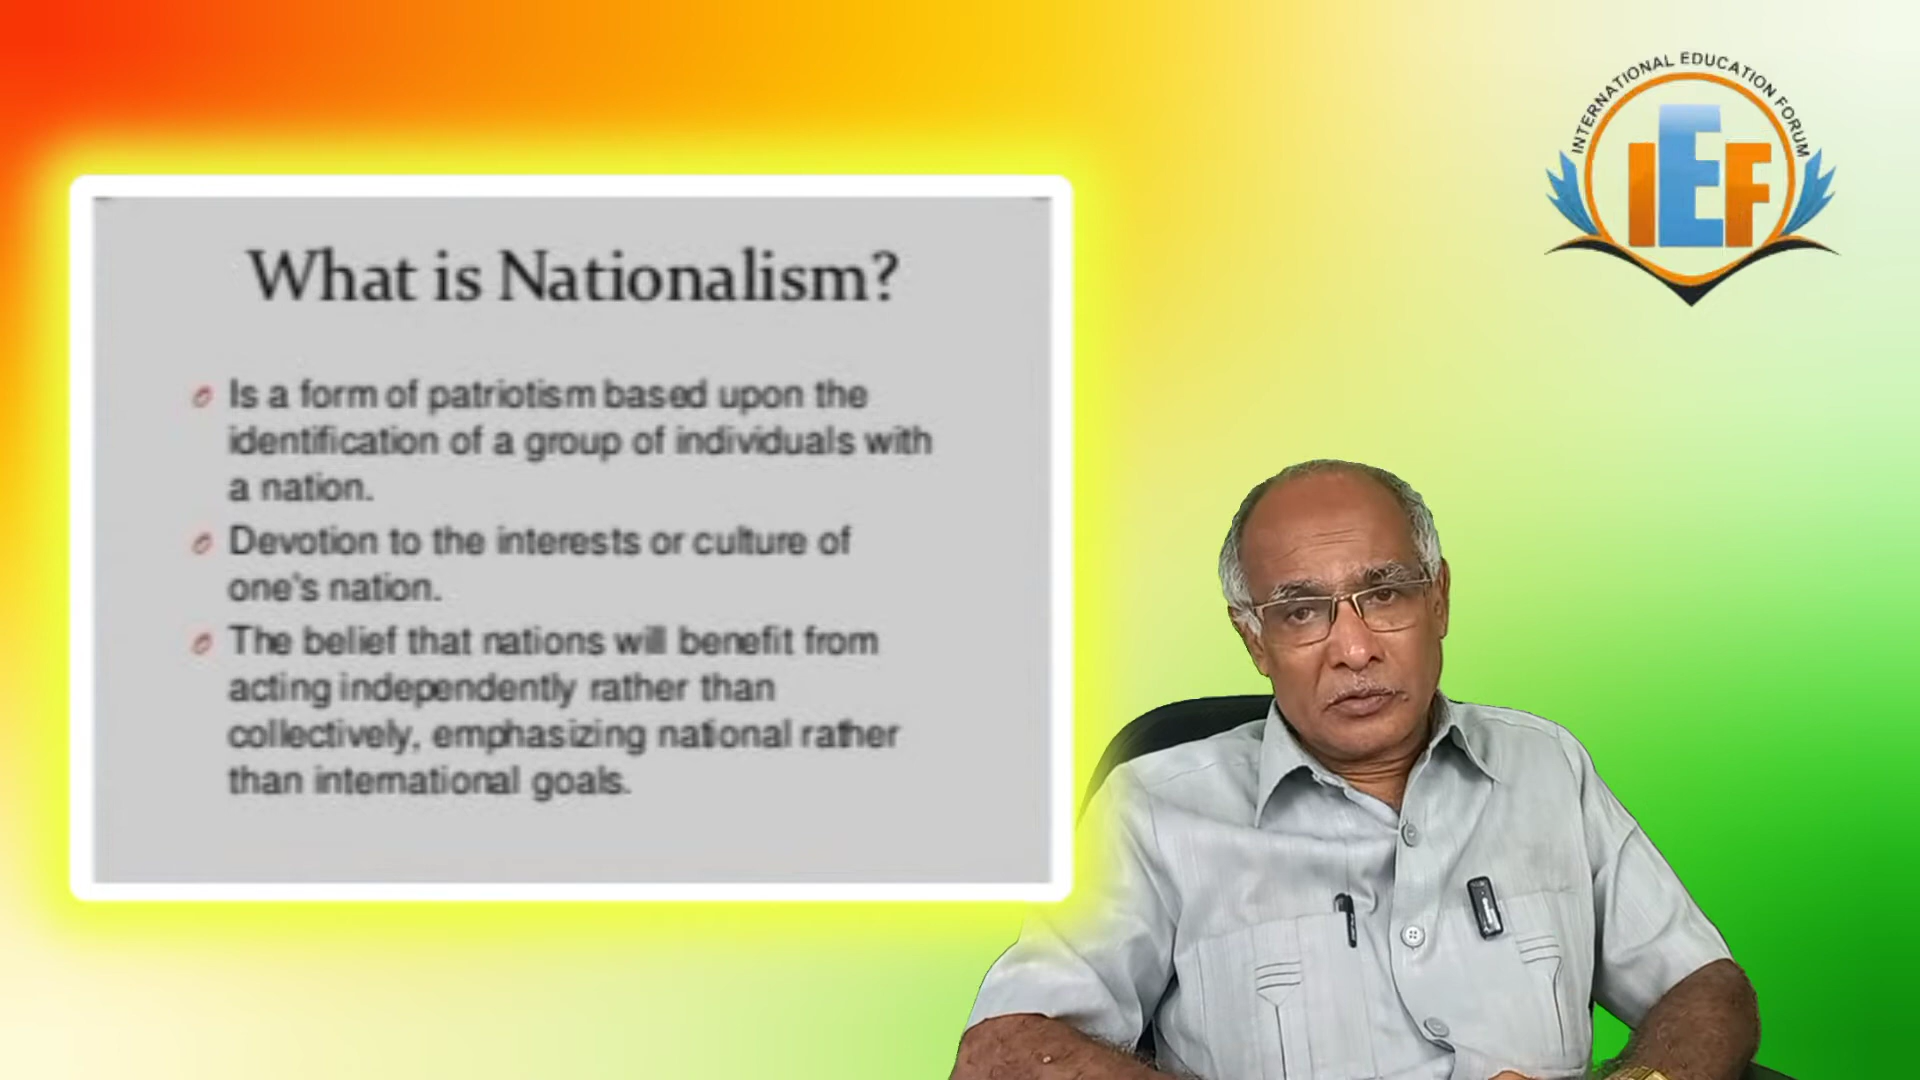 INTERNATIONAL EDUCATION FORUM
IEF
What is Nationalism?
Is a form of patriotism based upon the
identification of a group of individuals with
a nation.
Devotion to the interests or culture of
one's nation.
The belief that nations will benefit from
acting independently rather than
collectively, emphasizing national rather
than international goals.